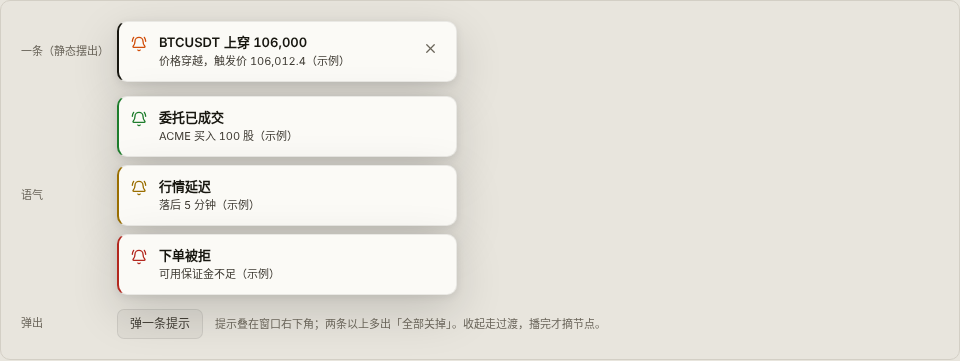 一条（静态摆出）
BTCUSDT 上穿 106,000
价格穿越，触发价 106,012.4（示例）
委托已成交
ACME 买入 100 股（示例）
语气
行情延迟
落后 5 分钟（示例）
下单被拒
可用保证金不足（示例）
弹出
弹一条提示
提示叠在窗口右下角；两条以上多出「全部关掉」。收起走过渡，播完才摘节点。